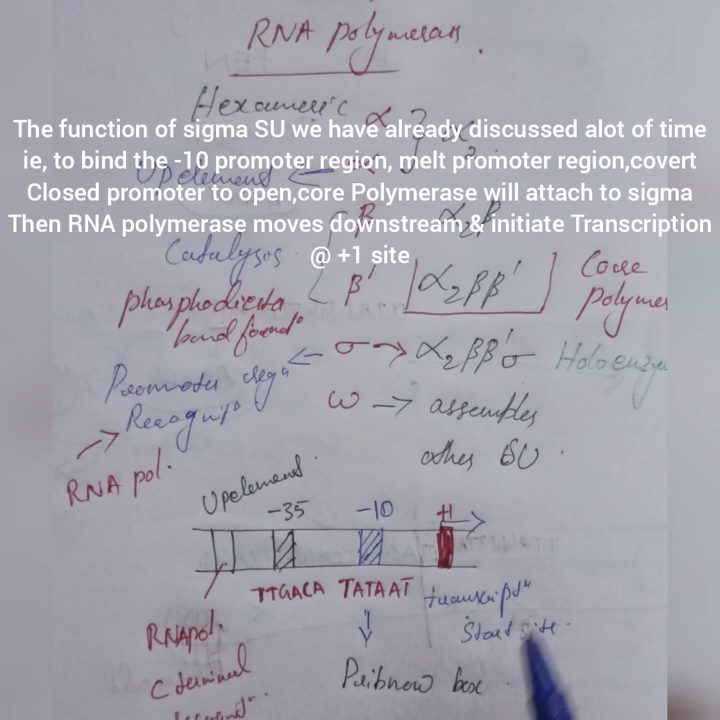 RNA polymerase.
Hexameric α
The function of sigma SU we have already discussed alot of time
ie, to bind the -10 promoter region, melt promoter region,covert
Upelement ←
Closed promoter to open,core Polymerase will attach to sigma
Then RNA polymerase moves downstream & initiate Transcription
@ +1 site
β α₂β
Catalysis
phosphodiester bond formatn
β' α₂ββ' Core
Polymer
← σ → α₂ββ'σ Holoenzy
Promoter regn
Recognitn
ω → assembles
other SU.
RNA pol.
Upelement.
-35 -10 +1
TTGACA TATAAT transcriptn
start site.
RNApol.
C terminal
Pribnow box